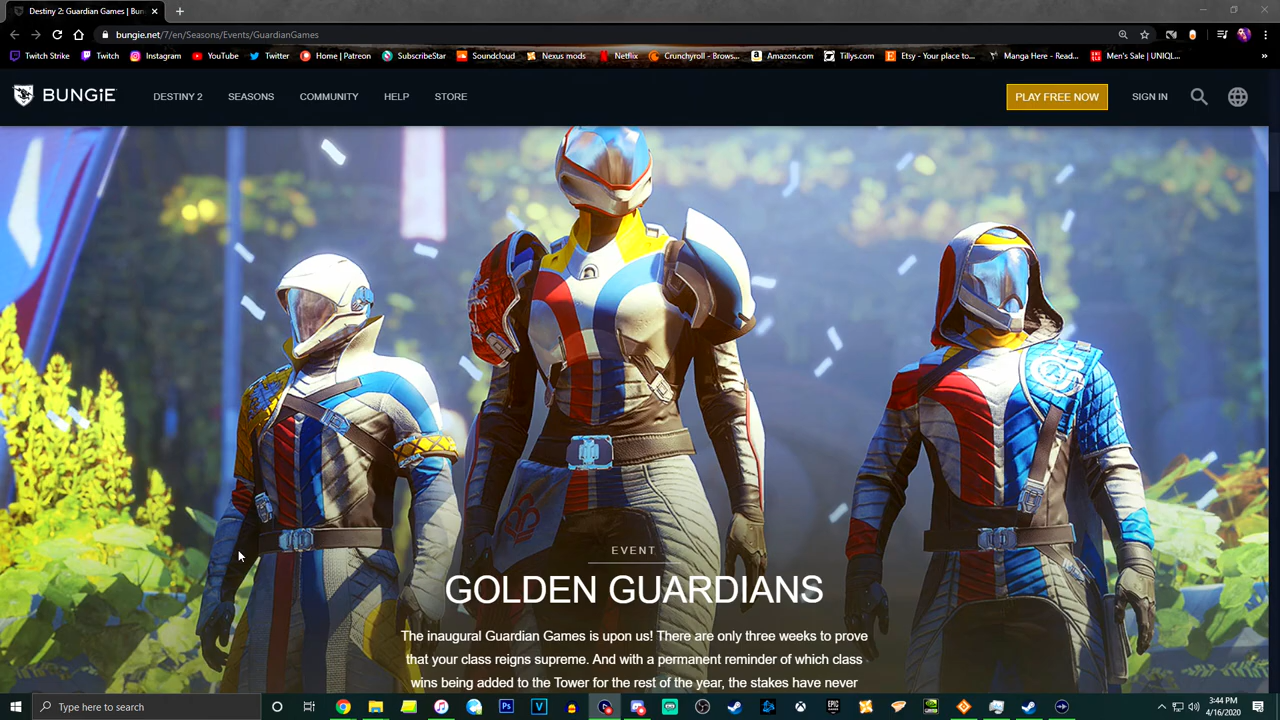 Destiny 2: Guardian Games | Bun
bungie.net/7/en/Seasons/Events/GuardianGames
Twitch Strike Twitch Instagram YouTube Twitter Home | Patreon SubscribeStar Soundcloud Nexus mods Netflix Crunchyroll - Brows... Amazon.com Tillys.com Etsy - Your place to... Manga Here - Read... Men's Sale | UNIQL...
BUNGiE DESTINY 2 SEASONS COMMUNITY HELP STORE PLAY FREE NOW SIGN IN
EVENT
GOLDEN GUARDIANS
The inaugural Guardian Games is upon us! There are only three weeks to prove
that your class reigns supreme. And with a permanent reminder of which class
wins being added to the Tower for the rest of the year, the stakes have never
Type here to search
3:44 PM
4/16/2020